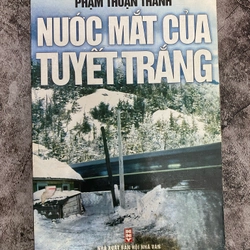 PHẠM THUẬN THÀNH
NƯỚC MẮT CỦA
TUYẾT TRẮNG
NHÀ XUẤT BẢN HỘI NHÀ VĂN